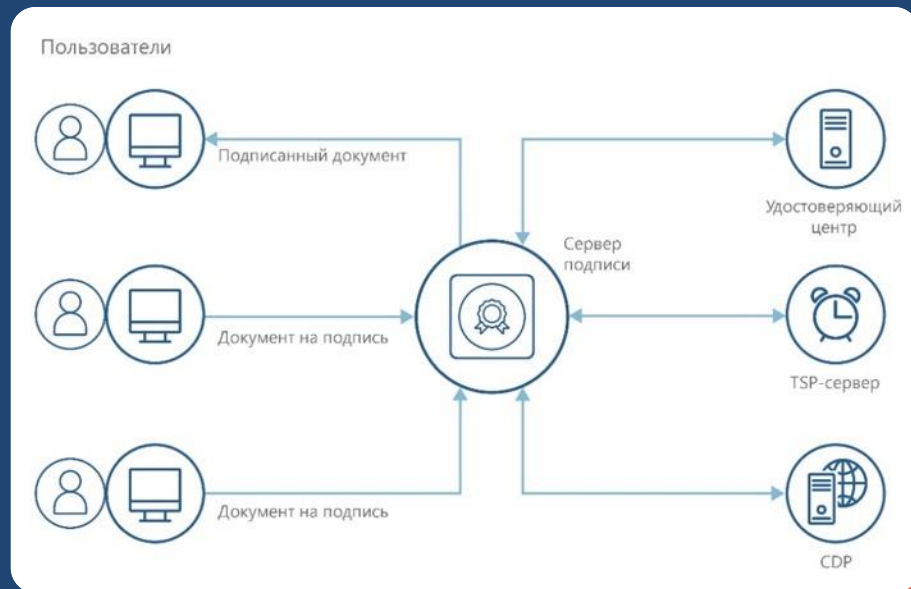 Пользователи
Подписанный документ
Удостоверяющий
центр
Сервер
подписи
Документ на подпись
TSP-сервер
Документ на подпись
CDP